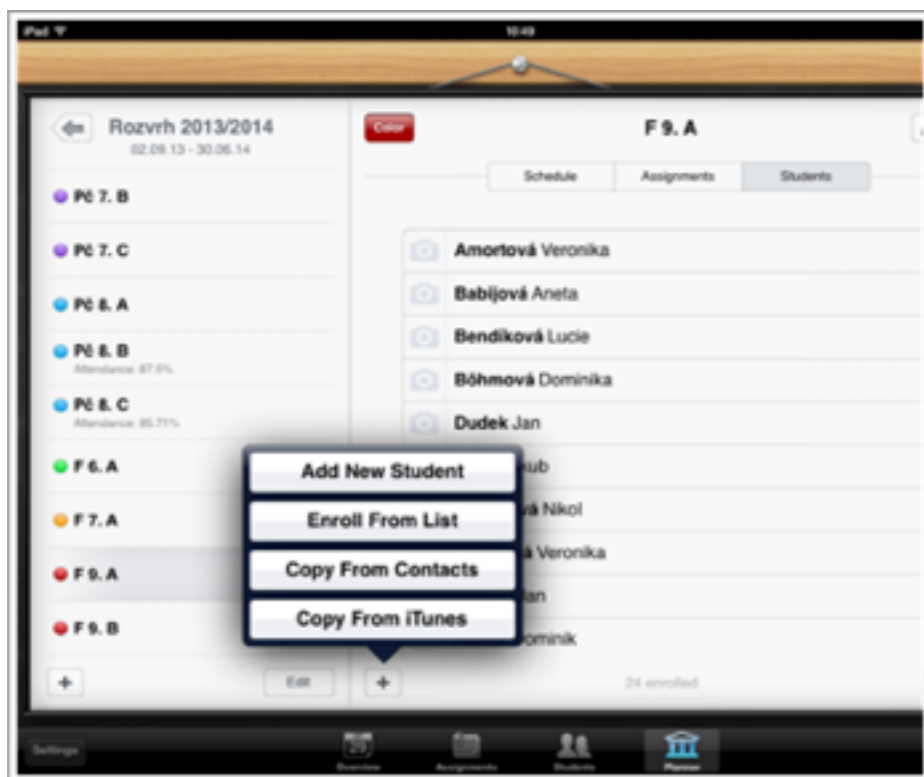 iPad
10:49
Rozvrh 2013/2014
02.09.13 - 30.06.14
Pč 7. B
Pč 7. C
Pč 8. A
Pč 8. B
Attendance: 87.5%
Pč 8. C
Attendance: 85.71%
F 6. A
F 7. A
F 9. A
F 9. B
Edit
Color
F 9. A
Schedule
Assignments
Students
Amortová Veronika
Babijová Aneta
Bendíková Lucie
Böhmová Dominika
Dudek Jan
Nikol
Veronika
Add New Student
Enroll From List
Copy From Contacts
Copy From iTunes
24 enrolled
Settings
29
Overview
Assignments
Students
Planner